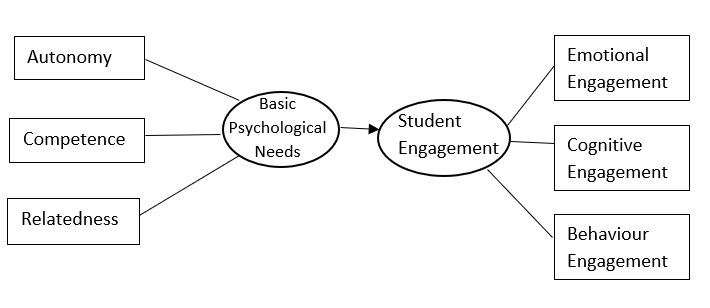 Autonomy
Competence
Relatedness
Basic
Psychological
Needs
Student
Engagement
Emotional
Engagement
Cognitive
Engagement
Behaviour
Engagement